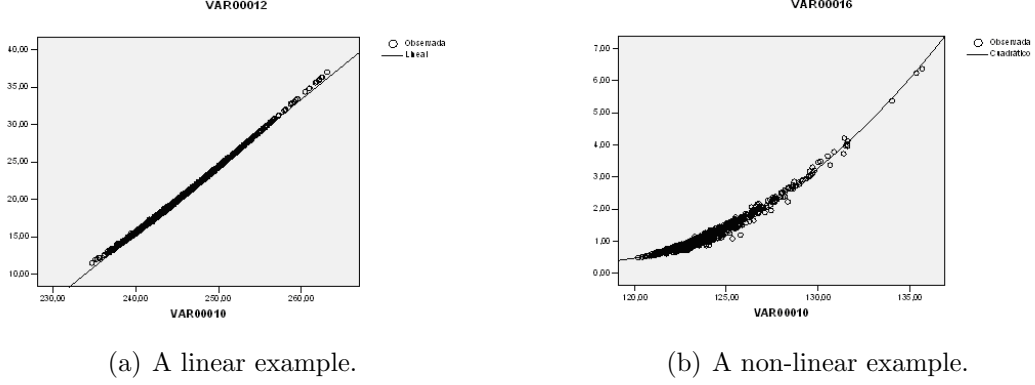 VAR00012
40,00
35,00
30,00
25,00
20,00
15,00
10,00
230,00 240,00 250,00 260,00
VAR00010
Observada
Lineal
(a) A linear example.
VAR00016
7,00
6,00
5,00
4,00
3,00
2,00
1,00
0,00
120,00 125,00 130,00 135,00
VAR00010
Observada
Cuadrático
(b) A non-linear example.